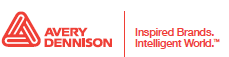 AVERY
DENNISON
Inspired Brands.
Intelligent World.™